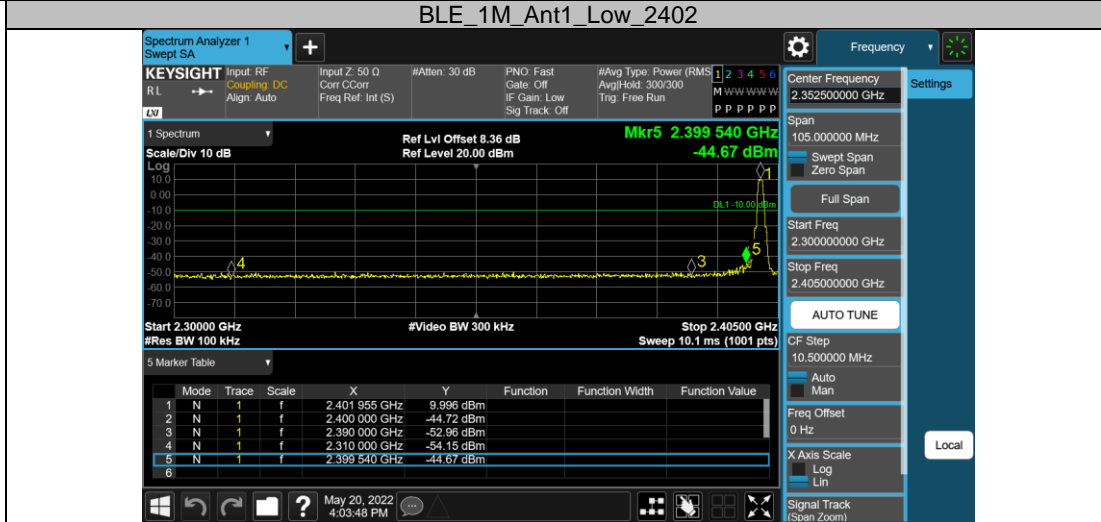 BLE_1M_Ant1_Low_2402
Spectrum Analyzer 1
Swept SA
Frequency
KEYSIGHT
RL
LXI
Input: RF
Coupling: DC
Align: Auto
Input Z: 50 Ω
Corr CCorr
Freq Ref: Int (S)
#Atten: 30 dB
PNO: Fast
Gate: Off
IF Gain: Low
Sig Track: Off
#Avg Type: Power (RMS
Avg|Hold: 300/300
Trig: Free Run
1 2 3 4 5 6
M W W W W W
P P P P P P
1 Spectrum
Scale/Div 10 dB
Ref Lvl Offset 8.36 dB
Ref Level 20.00 dBm
Mkr5 2.399 540 GHz
-44.67 dBm
Log
10.0
0.00
-10.0
-20.0
-30.0
-40.0
-50.0
-60.0
-70.0
DL1 -10.00 dBm
1
5
3
4
Start 2.30000 GHz
#Video BW 300 kHz
Stop 2.40500 GHz
#Res BW 100 kHz
Sweep 10.1 ms (1001 pts)
5 Marker Table
Mode Trace Scale X Y Function Function Width Function Value
1 N 1 f 2.401 955 GHz 9.996 dBm
2 N 1 f 2.400 000 GHz -44.72 dBm
3 N 1 f 2.390 000 GHz -52.96 dBm
4 N 1 f 2.310 000 GHz -54.15 dBm
5 N 1 f 2.399 540 GHz -44.67 dBm
6
May 20, 2022
4:03:48 PM
Center Frequency
2.352500000 GHz
Settings
Span
105.000000 MHz
Swept Span
Zero Span
Full Span
Start Freq
2.300000000 GHz
Stop Freq
2.405000000 GHz
AUTO TUNE
CF Step
10.500000 MHz
Auto
Man
Freq Offset
0 Hz
Local
X Axis Scale
Log
Lin
Signal Track
(Span Zoom)